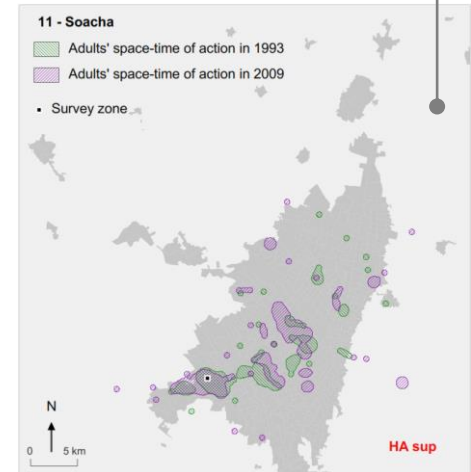 11 - Soacha
Adults' space-time of action in 1993
Adults' space-time of action in 2009
Survey zone
N
0 5 km
HA sup